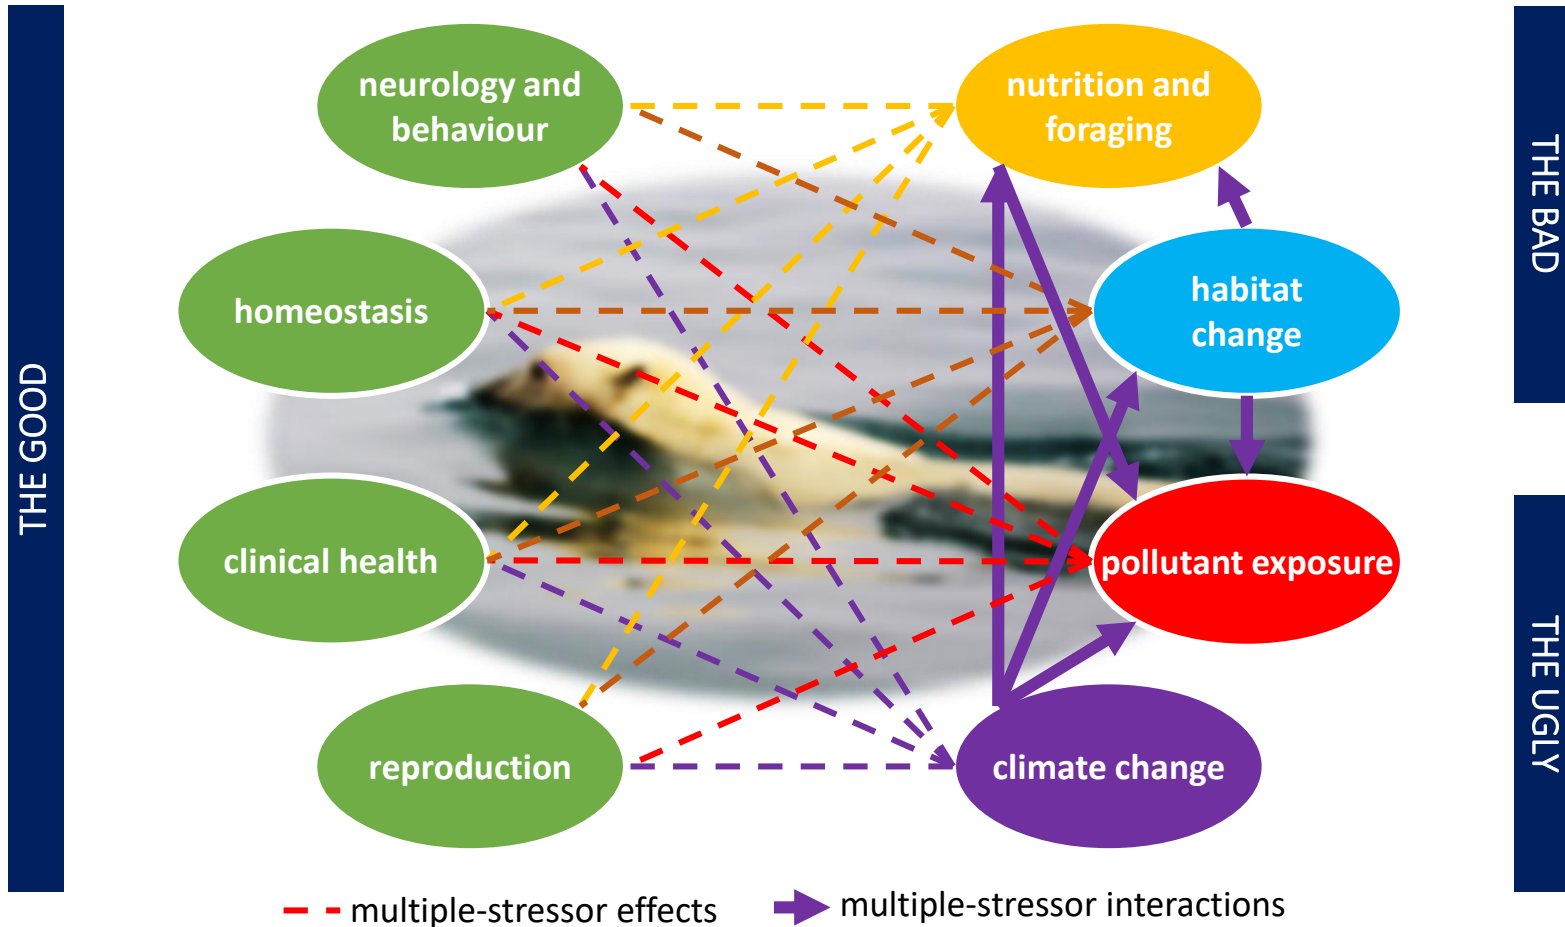 THE GOOD
neurology and
behaviour
homeostasis
clinical health
reproduction
nutrition and
foraging
habitat
change
pollutant exposure
climate change
THE BAD
THE UGLY
multiple-stressor effects
multiple-stressor interactions